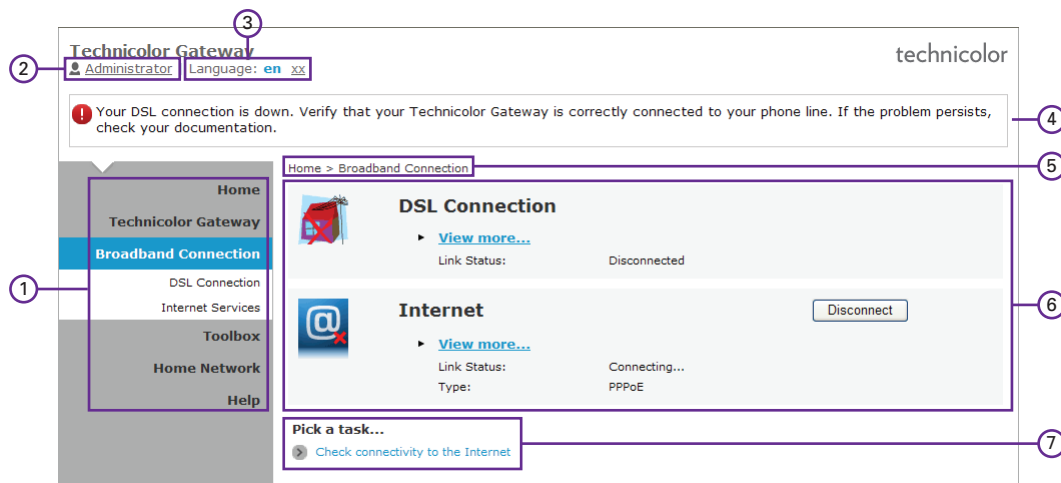 3
Technicolor Gateway
technicolor
2
Administrator
Language: en xx
Your DSL connection is down. Verify that your Technicolor Gateway is correctly connected to your phone line. If the problem persists,
check your documentation.
4
Home > Broadband Connection
5
Home
Technicolor Gateway
Broadband Connection
DSL Connection
Internet Services
Toolbox
Home Network
Help
1
DSL Connection
View more...
Link Status: Disconnected
Internet
Disconnect
View more...
Link Status: Connecting...
Type: PPPoE
6
Pick a task...
Check connectivity to the Internet
7